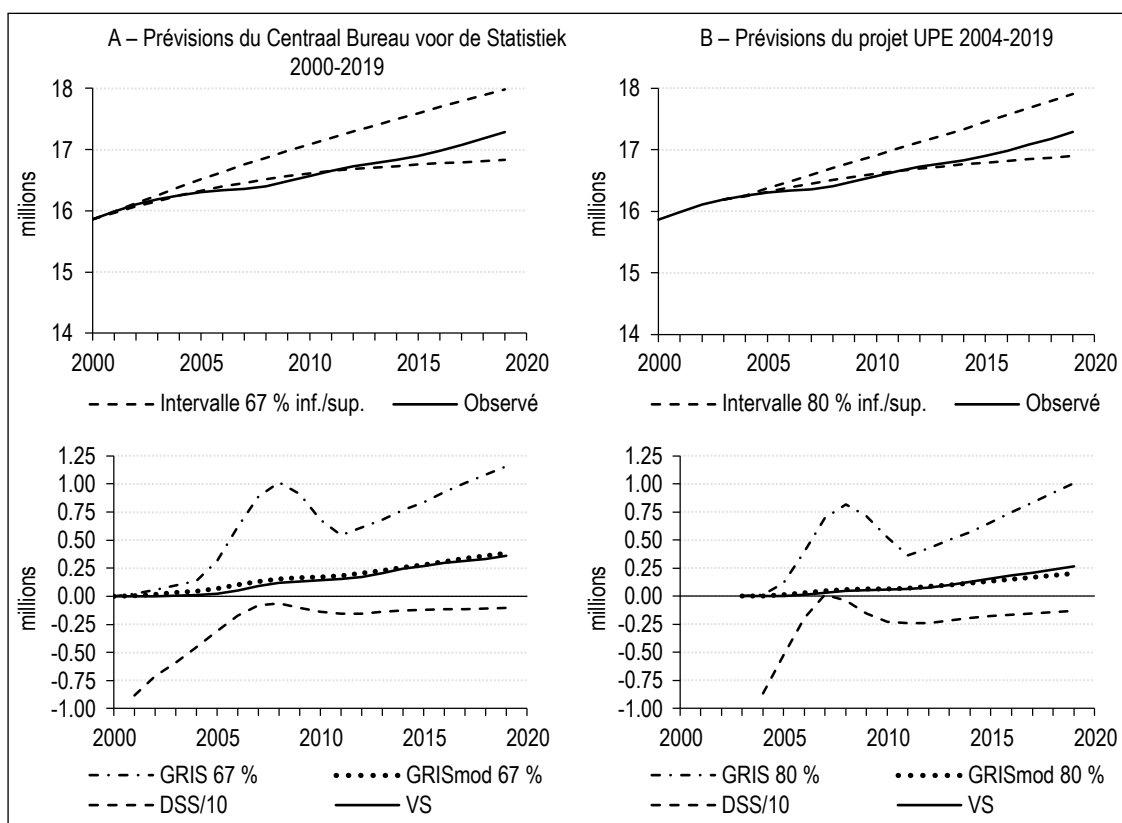 A – Prévisions du Centraal Bureau voor de Statistiek
2000-2019
18
17
16
15
14
millions
2000 2005 2010 2015 2020
Intervalle 67 % inf./sup. Observé
B – Prévisions du projet UPE 2004-2019
18
17
16
15
14
millions
2000 2005 2010 2015 2020
Intervalle 80 % inf./sup. Observé
1.25
1.00
0.75
0.50
0.25
0.00
-0.25
-0.50
-0.75
-1.00
millions
2000 2005 2010 2015 2020
GRIS 67 % GRISmod 67 %
DSS/10 VS
1.25
1.00
0.75
0.50
0.25
0.00
-0.25
-0.50
-0.75
-1.00
millions
2000 2005 2010 2015 2020
GRIS 80 % GRISmod 80 %
DSS/10 VS